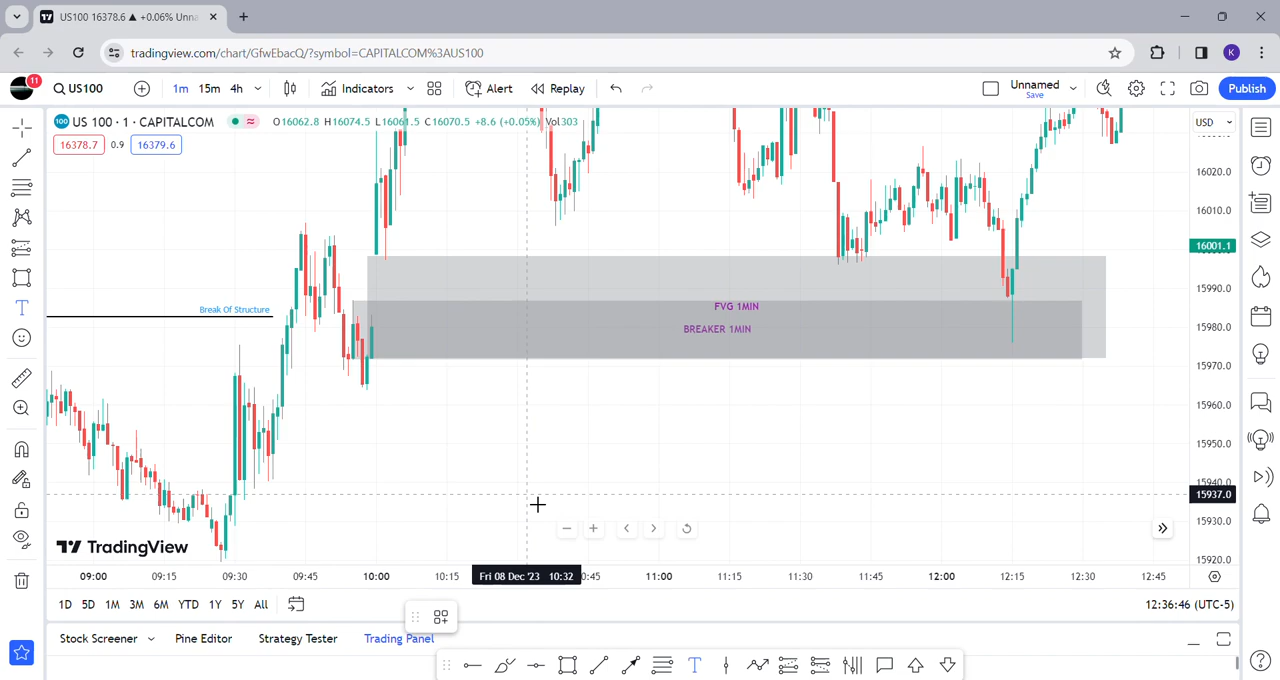 US100 16378.6 ▲ +0.06% Unna
tradingview.com/chart/GfwEbacQ/?symbol=CAPITALCOM%3AUS100
K
11
US100
1m 15m 4h
Indicators
Alert
Replay
Unnamed
Save
Publish
100 US 100 · 1 · CAPITALCOM
O16062.8 H16074.5 L16061.5 C16070.5 +8.6 (+0.05%) Vol303
USD
16378.7 0.9 16379.6
16020.0
16010.0
16001.1
15990.0
15980.0
15970.0
15960.0
15950.0
15940.0
15937.0
15930.0
15920.0
Break Of Structure
FVG 1MIN
BREAKER 1MIN
TradingView
09:00 09:15 09:30 09:45 10:00 10:15 Fri 08 Dec '23 10:32 0:45 11:00 11:15 11:30 11:45 12:00 12:15 12:30 12:45
1D 5D 1M 3M 6M YTD 1Y 5Y All
12:36:46 (UTC-5)
Stock Screener Pine Editor Strategy Tester Trading Panel